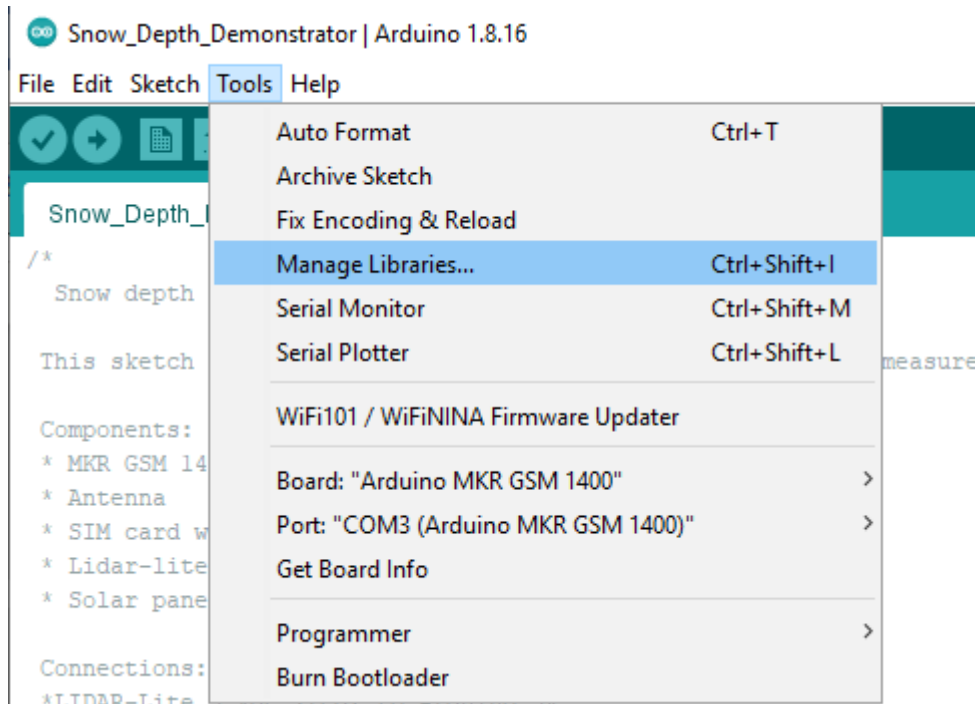 Snow_Depth_Demonstrator | Arduino 1.8.16
File Edit Sketch Tools Help
Auto Format Ctrl+T
Archive Sketch
Snow_Depth_
Fix Encoding & Reload
/*
Manage Libraries... Ctrl+Shift+I
Snow depth
Serial Monitor Ctrl+Shift+M
This sketch
Serial Plotter Ctrl+Shift+L
measure
WiFi101 / WiFiNINA Firmware Updater
Components:
* MKR GSM 14
Board: "Arduino MKR GSM 1400"
* Antenna
Port: "COM3 (Arduino MKR GSM 1400)"
* SIM card w
* Lidar-lite
Get Board Info
* Solar pane
Programmer
Connections:
Burn Bootloader
*LIDAR-Lite